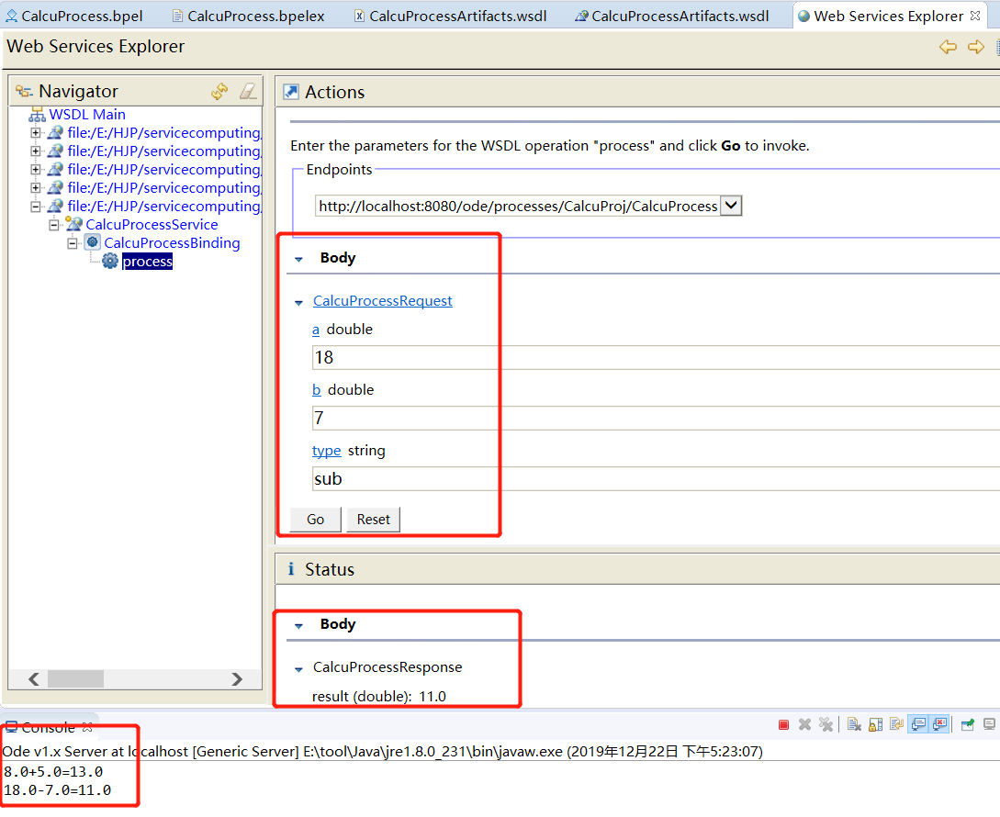 CalcuProcess.bpel
CalcuProcess.bpelex
CalcuProcessArtifacts.wsdl
CalcuProcessArtifacts.wsdl
Web Services Explorer
Web Services Explorer
Navigator
WSDL Main
file:/E:/HJP/servicecomputing/
file:/E:/HJP/servicecomputing/
file:/E:/HJP/servicecomputing/
file:/E:/HJP/servicecomputing/
file:/E:/HJP/servicecomputing/
CalcuProcessService
CalcuProcessBinding
process
Actions
Enter the parameters for the WSDL operation "process" and click Go to invoke.
Endpoints
http://localhost:8080/ode/processes/CalcuProj/CalcuProcess
Body
CalcuProcessRequest
a double
18
b double
7
type string
sub
Go Reset
i Status
Body
CalcuProcessResponse
result (double): 11.0
Console
Ode v1.x Server at localhost [Generic Server] E:\tool\Java\jre1.8.0_231\bin\javaw.exe (2019年12月22日 下午5:23:07)
8.0+5.0=13.0
18.0-7.0=11.0